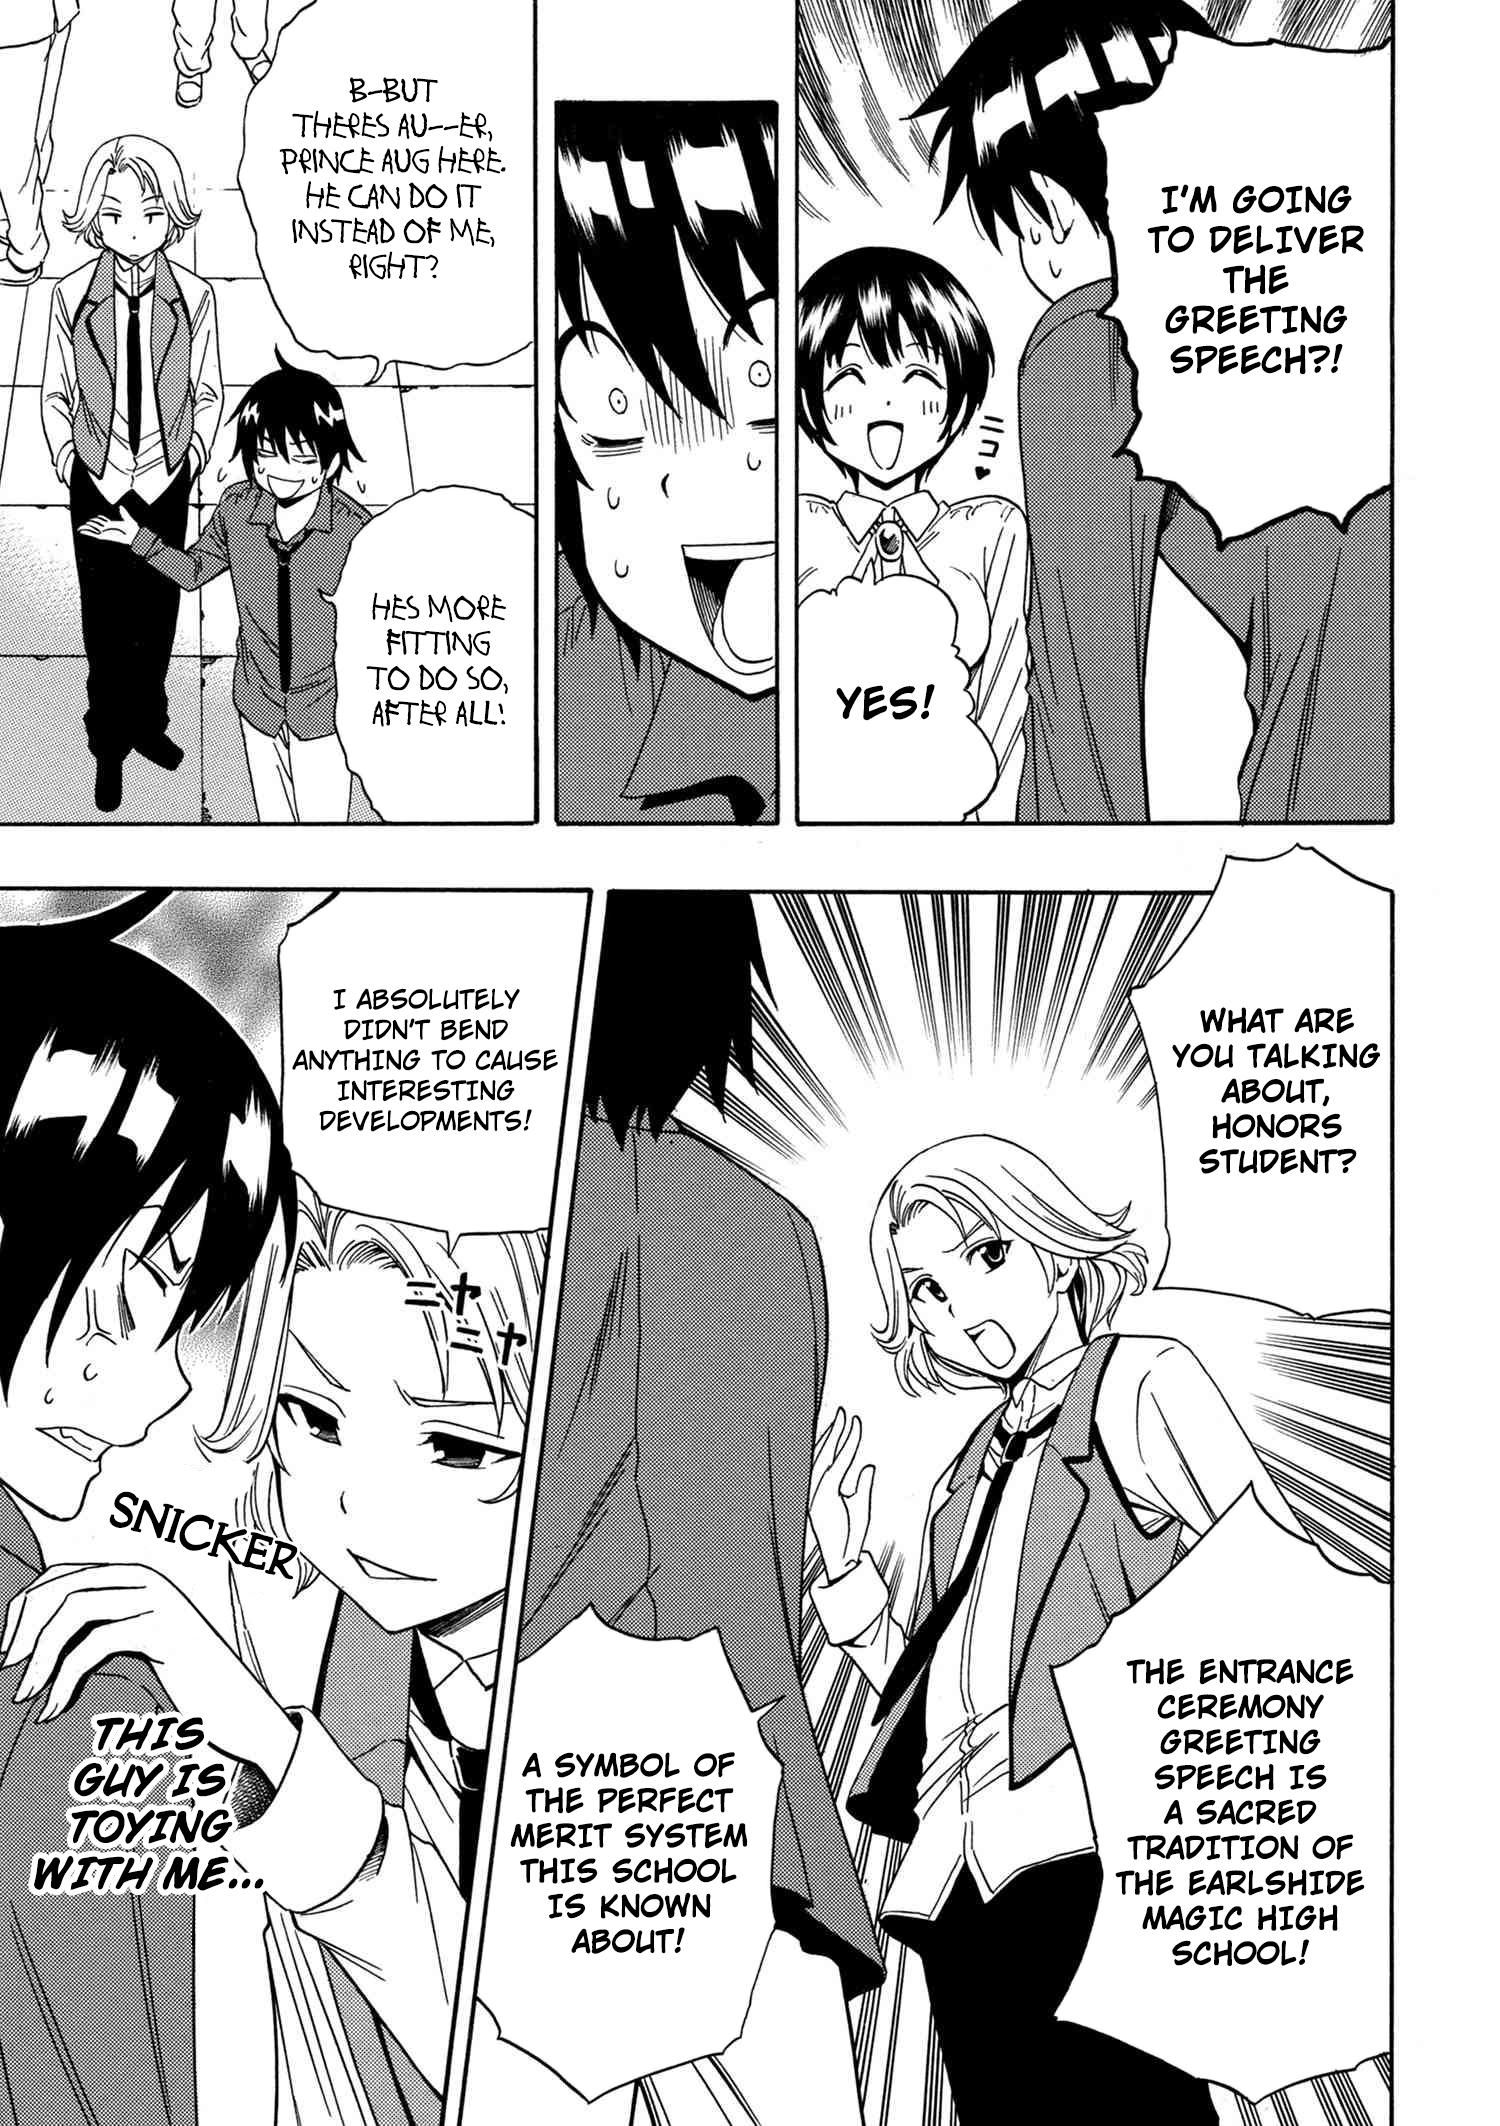 I'M GOING
TO DELIVER
THE
GREETING
SPEECH?!
ニコ
YES!
B-BUT
THERES AU--ER,
PRINCE AUG HERE.
HE CAN DO IT
INSTEAD OF ME,
RIGHT?
HES MORE
FITTING
TO DO SO,
AFTER ALL!
WHAT ARE
YOU TALKING
ABOUT,
HONORS
STUDENT?
THE ENTRANCE
CEREMONY
GREETING
SPEECH IS
A SACRED
TRADITION OF
THE EARLSHIDE
MAGIC HIGH
SCHOOL!
A SYMBOL OF
THE PERFECT
MERIT SYSTEM
THIS SCHOOL
IS KNOWN
ABOUT!
I ABSOLUTELY
DIDN'T BEND
ANYTHING TO CAUSE
INTERESTING
DEVELOPMENTS!
ニヤ
ニヤ
SNICKER
THIS
GUY IS
TOYING
WITH ME...